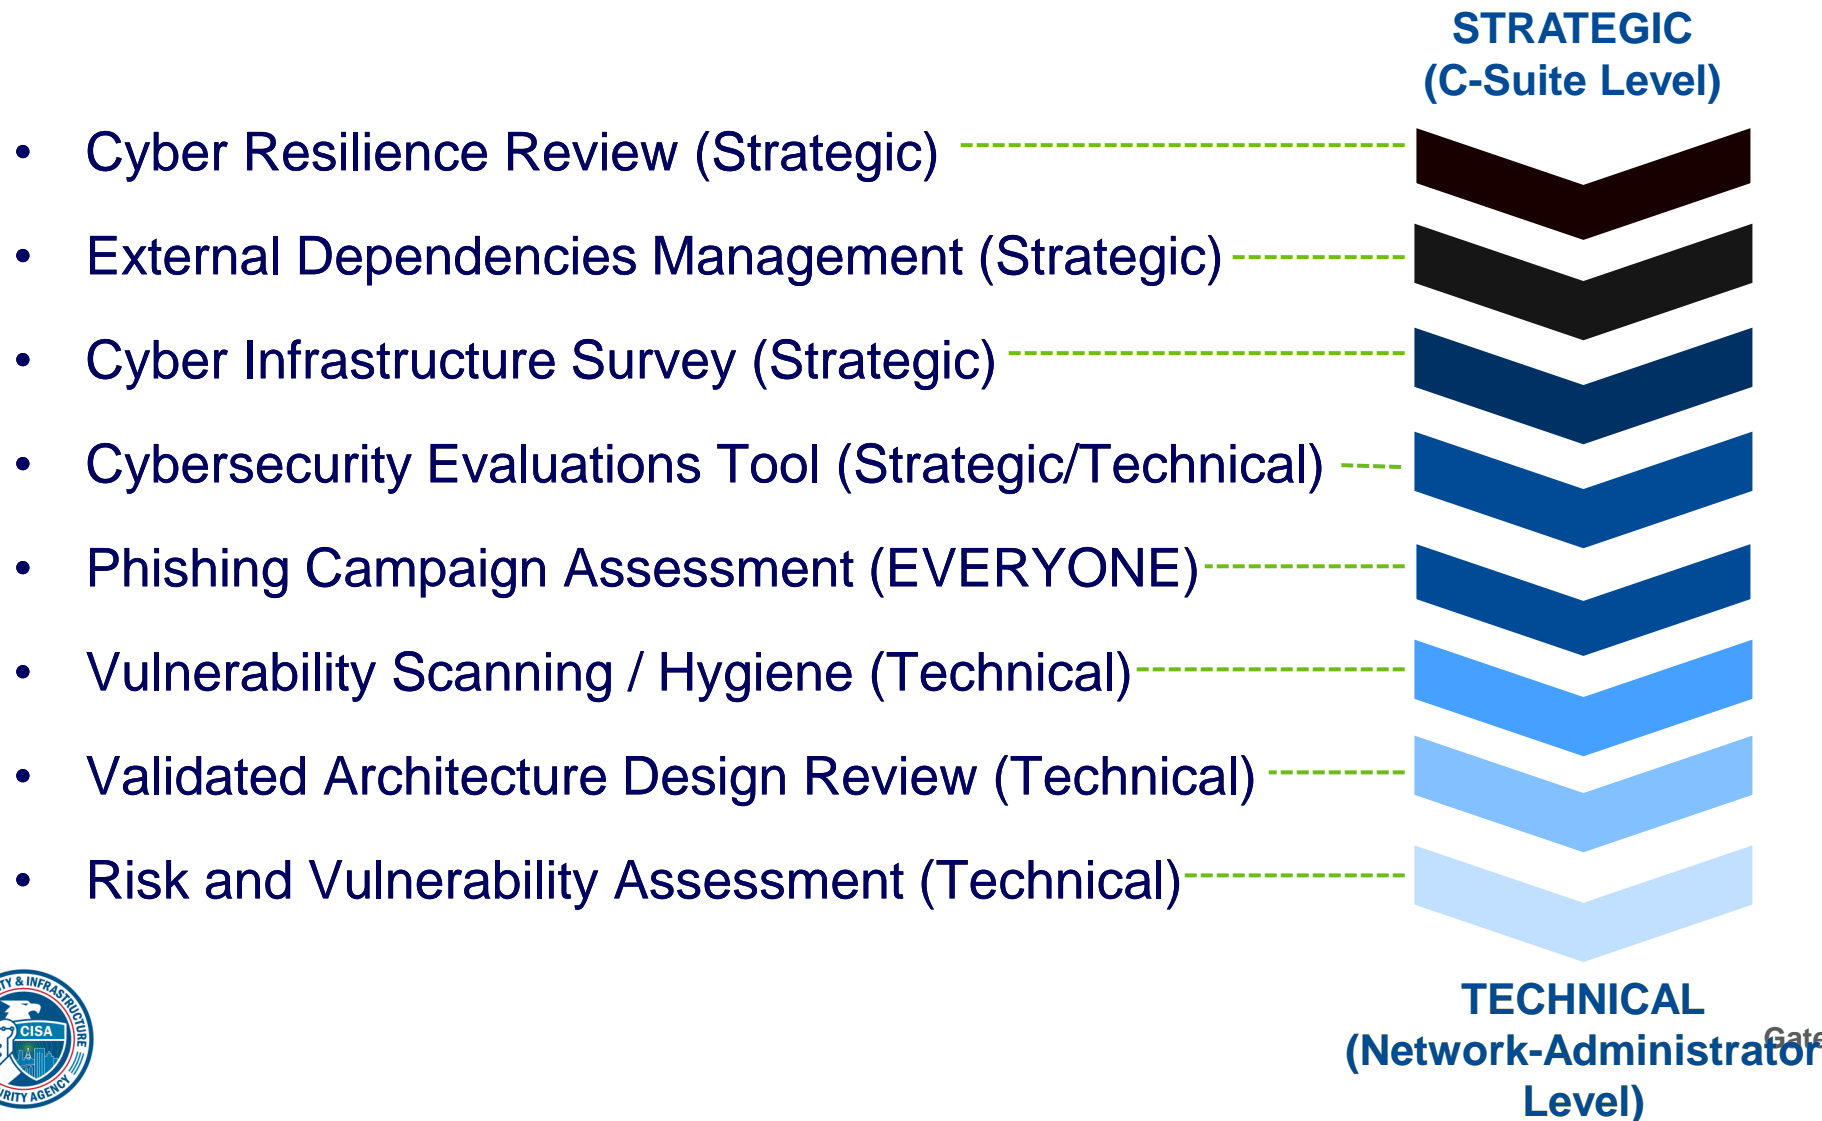 STRATEGIC
(C-Suite Level)
• Cyber Resilience Review (Strategic)
• External Dependencies Management (Strategic)
• Cyber Infrastructure Survey (Strategic)
• Cybersecurity Evaluations Tool (Strategic/Technical)
• Phishing Campaign Assessment (EVERYONE)
• Vulnerability Scanning / Hygiene (Technical)
• Validated Architecture Design Review (Technical)
• Risk and Vulnerability Assessment (Technical)
TECHNICAL
(Network-Administrator
Level)
CISA